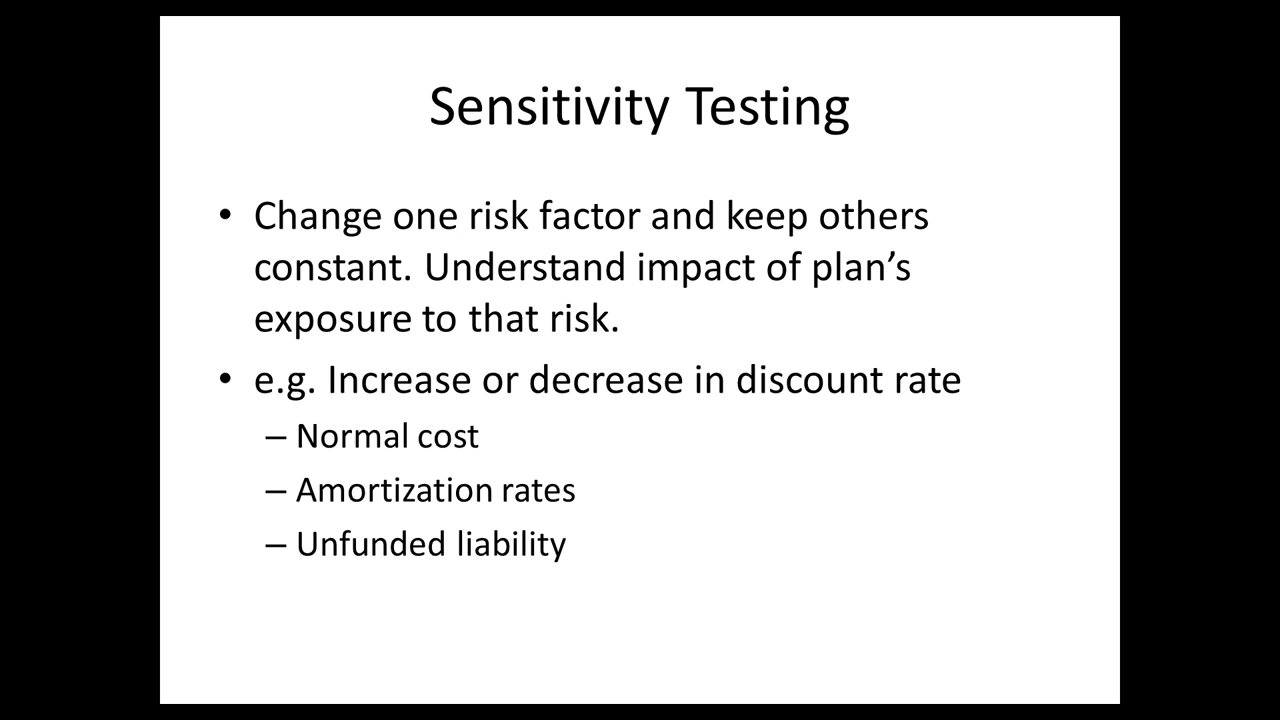 Sensitivity Testing
• Change one risk factor and keep others
constant. Understand impact of plan’s
exposure to that risk.
• e.g. Increase or decrease in discount rate
– Normal cost
– Amortization rates
– Unfunded liability